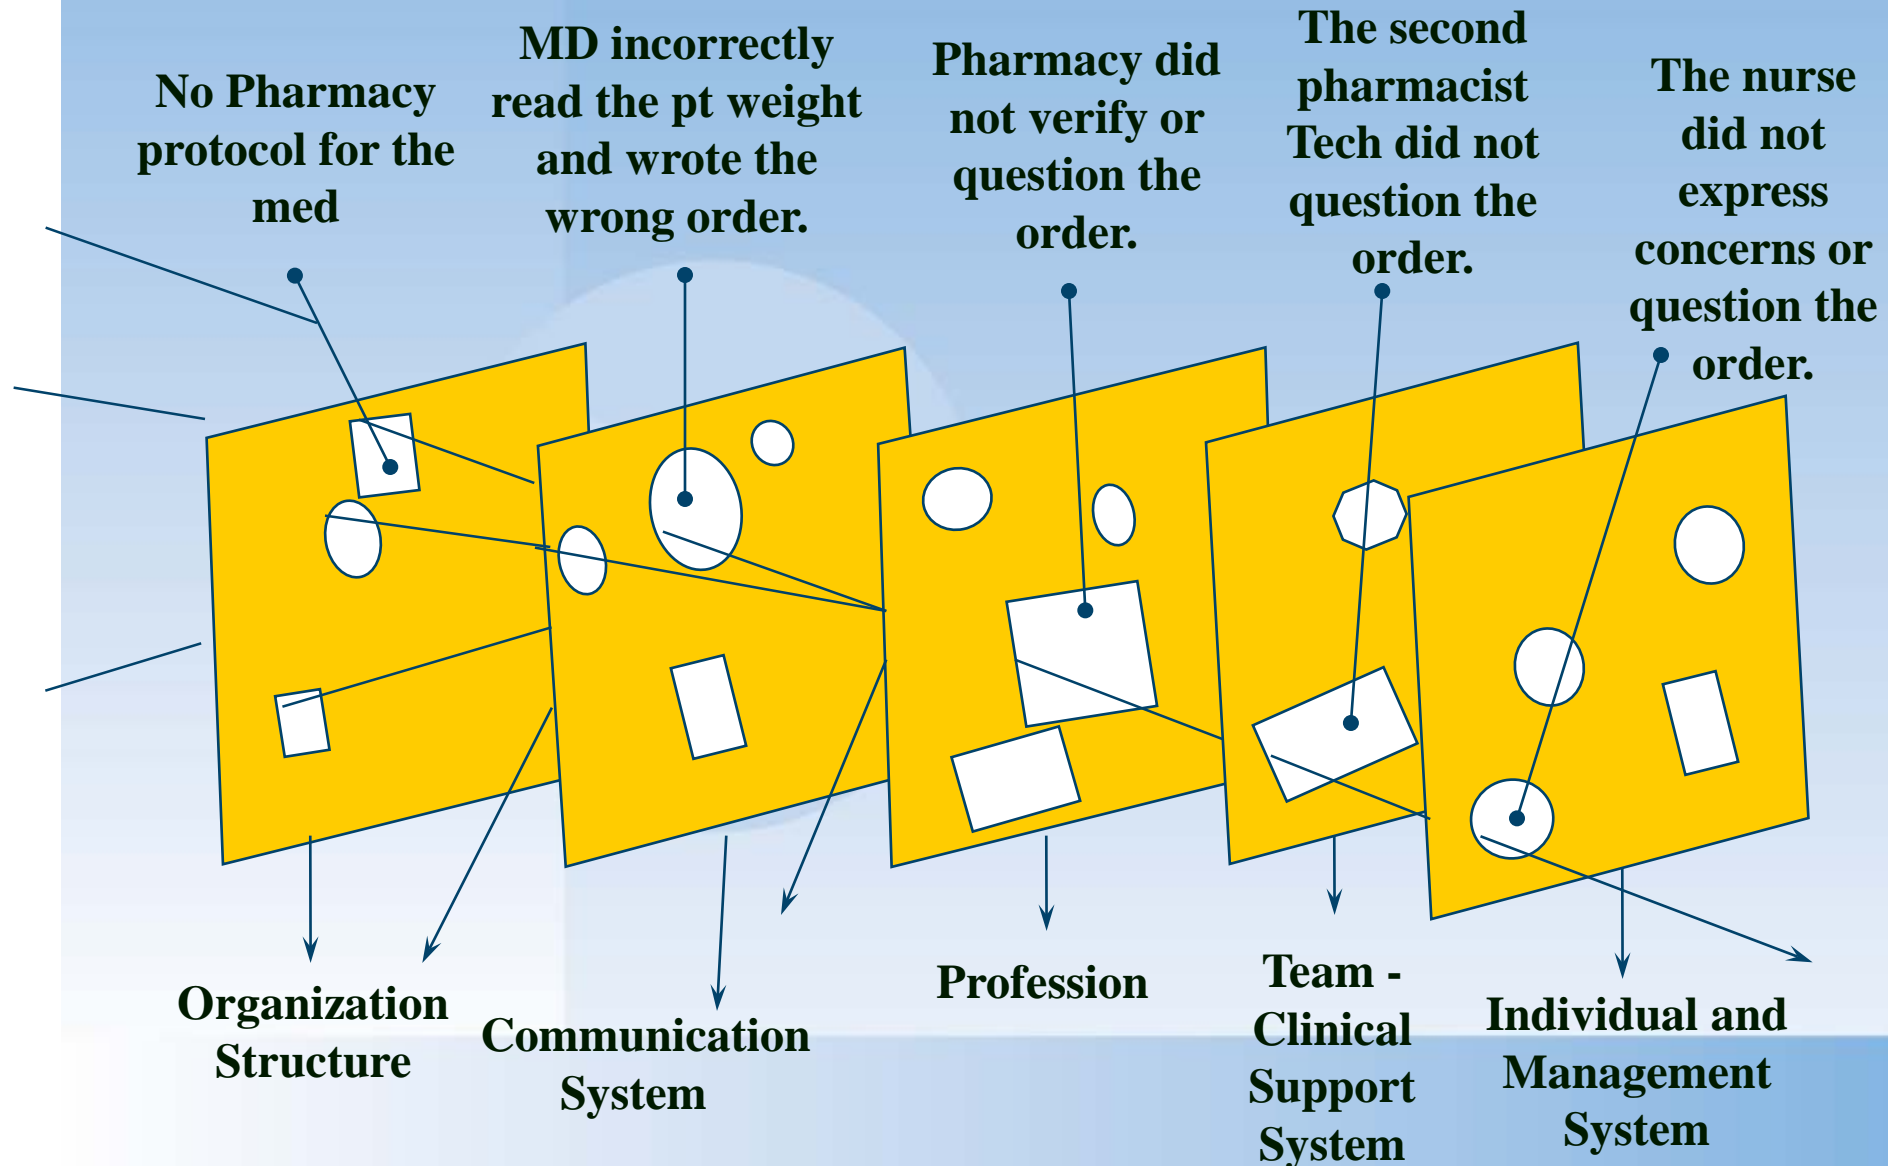 No Pharmacy
protocol for the
med
MD incorrectly
read the pt weight
and wrote the
wrong order.
Pharmacy did
not verify or
question the
order.
The second
pharmacist
Tech did not
question the
order.
The nurse
did not
express
concerns or
question the
order.
Organization
Structure
Communication
System
Profession
Team -
Clinical
Support
System
Individual and
Management
System